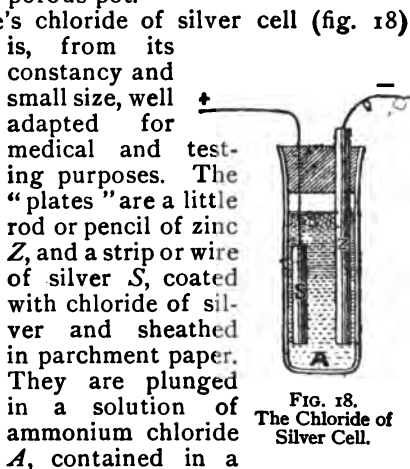 porous pot.
e's chloride of silver cell (fig. 18)
is, from its
constancy and
small size, well
adapted for
medical and test-
ing purposes. The
“ plates ” are a little
rod or pencil of zinc
Z, and a strip or wire
of silver S, coated
with chloride of sil-
ver and sheathed
in parchment paper.
They are plunged
in a solution of
ammonium chloride
A, contained in a
+
−
S
Z
A
FIG. 18.
The Chloride of
Silver Cell.